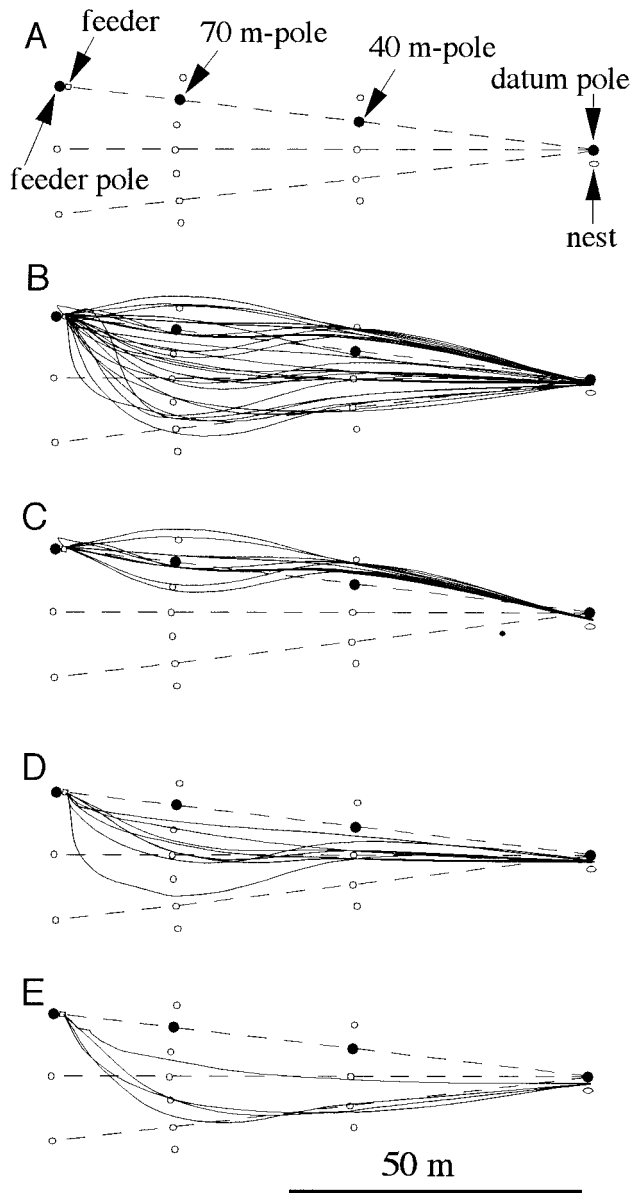 A
feeder
70 m-pole
40 m-pole
datum pole
feeder pole
nest
B
C
D
E
50 m